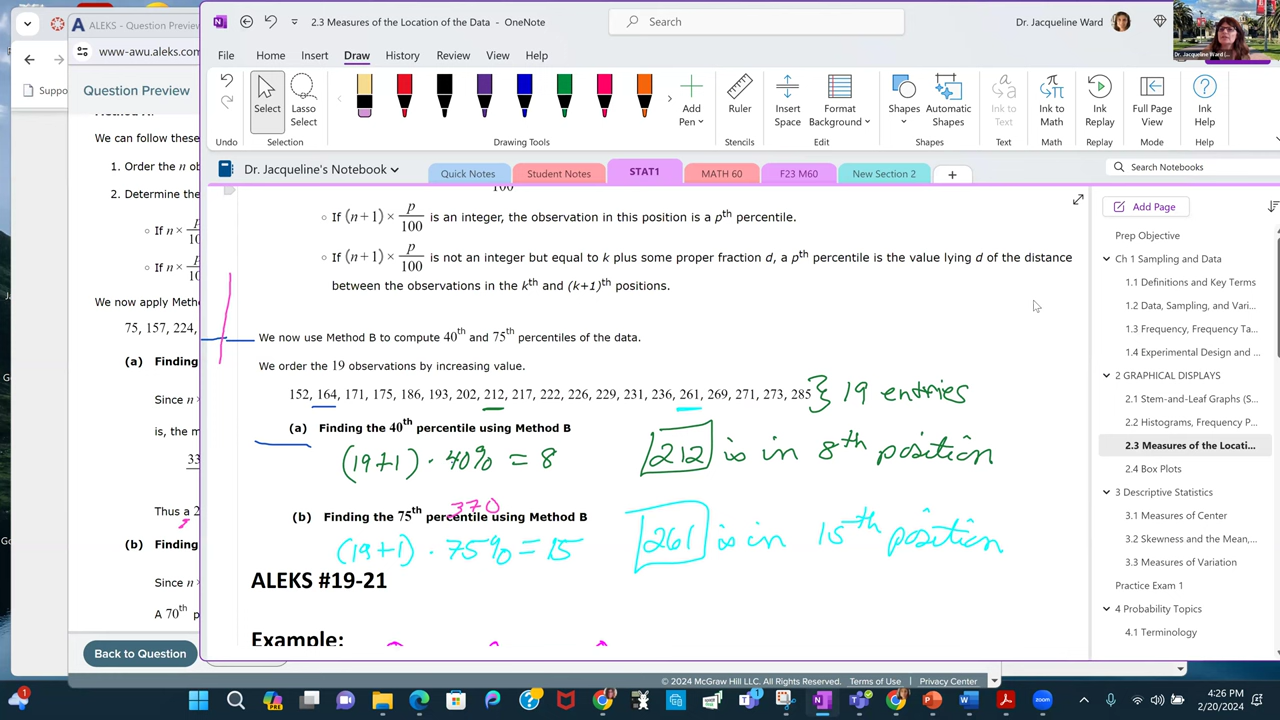 ALEKS - Question Preview
www.awu.aleks.com
Suppo
Question Preview
We can follow these
1. Order the n ob
2. Determine the
If n × p/10
If n × p/10
We now apply Metho
75, 157, 224,
(a) Finding
Since n >
is, the m
33
Thus a 2
(b) Finding
Since n >
A 70th p
Back to Question
2.3 Measures of the Location of the Data - OneNote
Search
Dr. Jacqueline Ward
Dr. Jacqueline Ward (
File Home Insert Draw History Review Help
Undo
Select
Lasso Select
Selection
Drawing Tools
Add Pen
Ruler
Stencils
Insert Space
Format Background
Edit
Shapes
Automatic Shapes
Shapes
Ink to Text
Text
Ink to Math
Math
Ink Replay
Replay
Full Page View
Mode
Ink Help
Help
Dr. Jacqueline's Notebook
Quick Notes
Student Notes
STAT1
MATH 60
F23 M60
New Section 2
Search Notebooks
100
If (n + 1) × p/100 is an integer, the observation in this position is a pth percentile.
If (n + 1) × p/100 is not an integer but equal to k plus some proper fraction d, a pth percentile is the value lying d of the distance
between the observations in the kth and (k+1)th positions.
We now use Method B to compute 40th and 75th percentiles of the data.
We order the 19 observations by increasing value.
152, 164, 171, 175, 186, 193, 202, 212, 217, 222, 226, 229, 231, 236, 261, 269, 271, 273, 285 } 19 entries
(a) Finding the 40th percentile using Method B
(19+1) · 40% = 8
212 is in 8th position
370
(b) Finding the 75th percentile using Method B
(19+1) · 75% = 15
261 is in 15th position
ALEKS #19-21
Example:
Add Page
Prep Objective
Ch 1 Sampling and Data
1.1 Definitions and Key Terms
1.2 Data, Sampling, and Vari...
1.3 Frequency, Frequency Ta...
1.4 Experimental Design and ...
2 GRAPHICAL DISPLAYS
2.1 Stem-and-Leaf Graphs (S...
2.2 Histograms, Frequency P...
2.3 Measures of the Locati...
2.4 Box Plots
3 Descriptive Statistics
3.1 Measures of Center
3.2 Skewness and the Mean,...
3.3 Measures of Variation
Practice Exam 1
4 Probability Topics
4.1 Terminology
© 2024 McGraw Hill LLC. All Rights Reserved. Terms of Use | Privacy Center
4:26 PM
2/20/2024